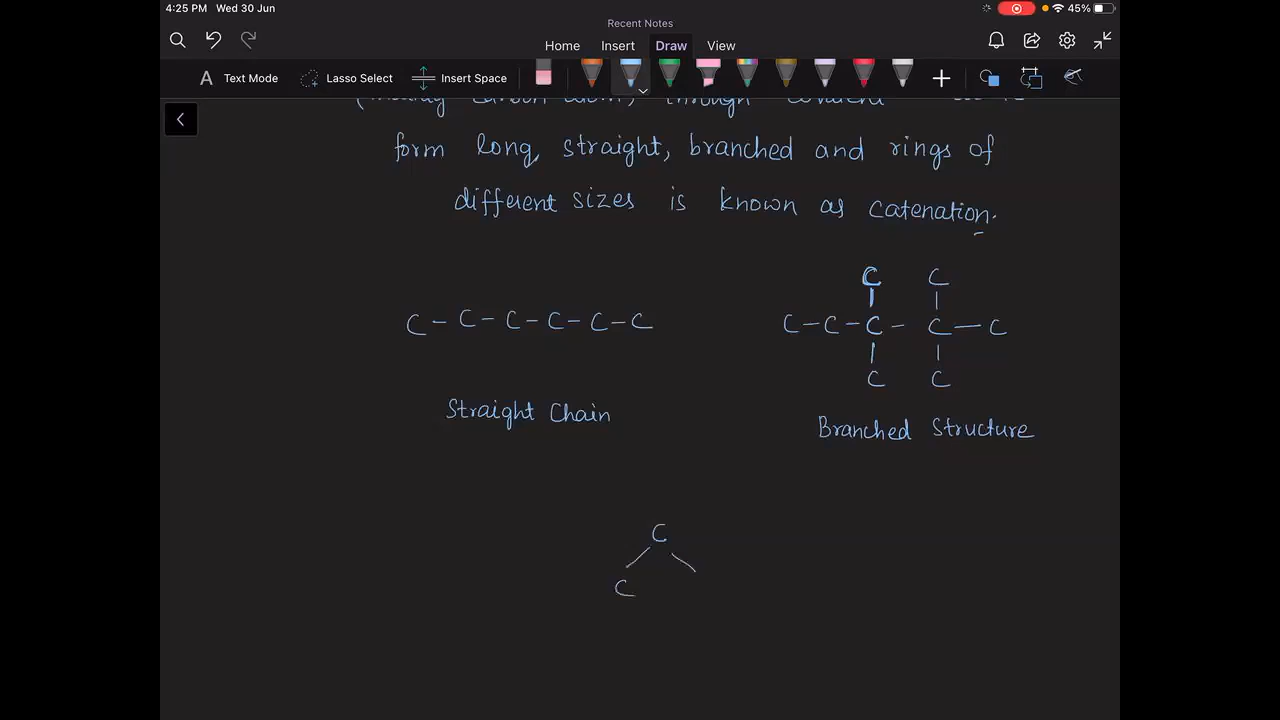 4:25 PM Wed 30 Jun
45%
Recent Notes
Home Insert Draw View
Text Mode Lasso Select Insert Space
through
form long, straight, branched and rings of
different sizes is known as catenation.
C C
C - C - C - C - C - C
C - C - C - C - C
C C
Straight Chain
Branched Structure
C
C